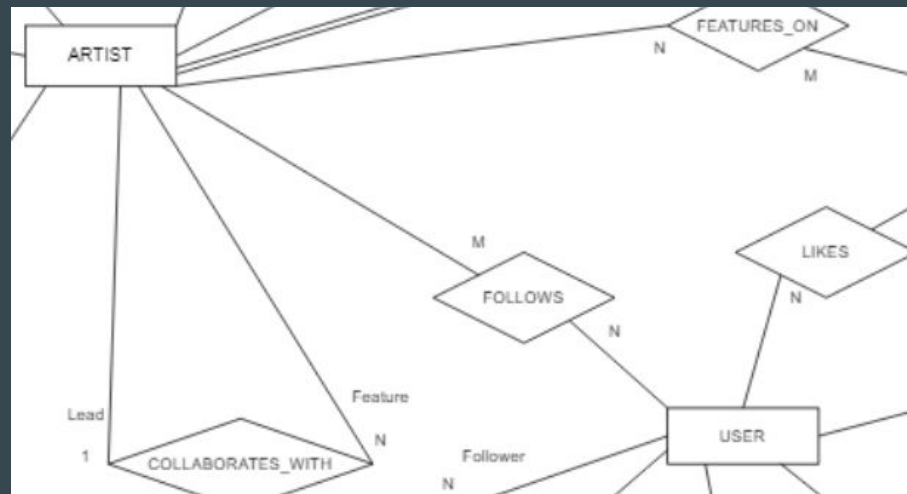 FEATURES_ON
ARTIST
N
M
M
LIKES
FOLLOWS
N
N
Feature
Lead
N
USER
1
COLLABORATES_WITH
Follower
N